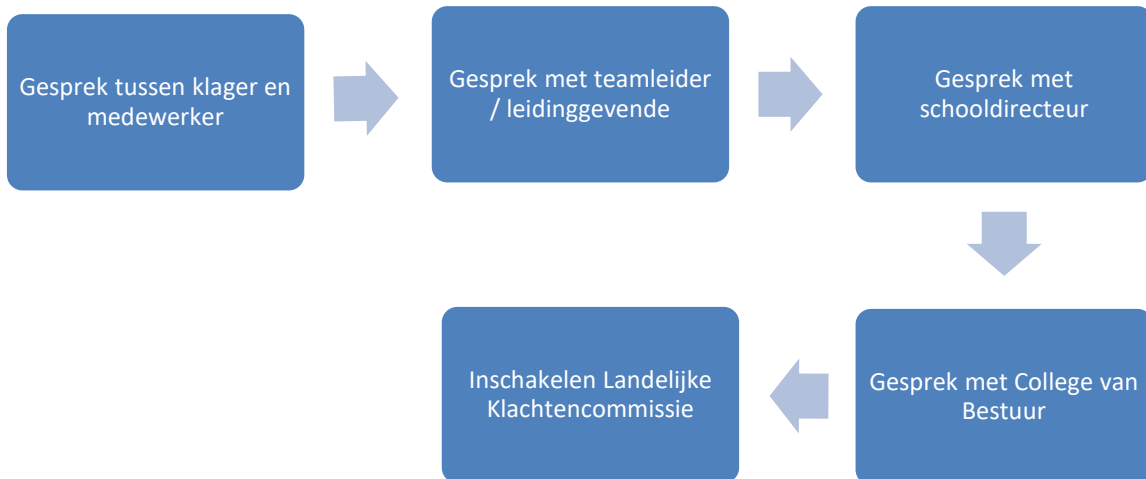 Gesprek tussen klager en
medewerker
Gesprek met teamleider
/ leidinggevende
Gesprek met
schooldirecteur
Gesprek met College van
Bestuur
Inschakelen Landelijke
Klachtencommissie